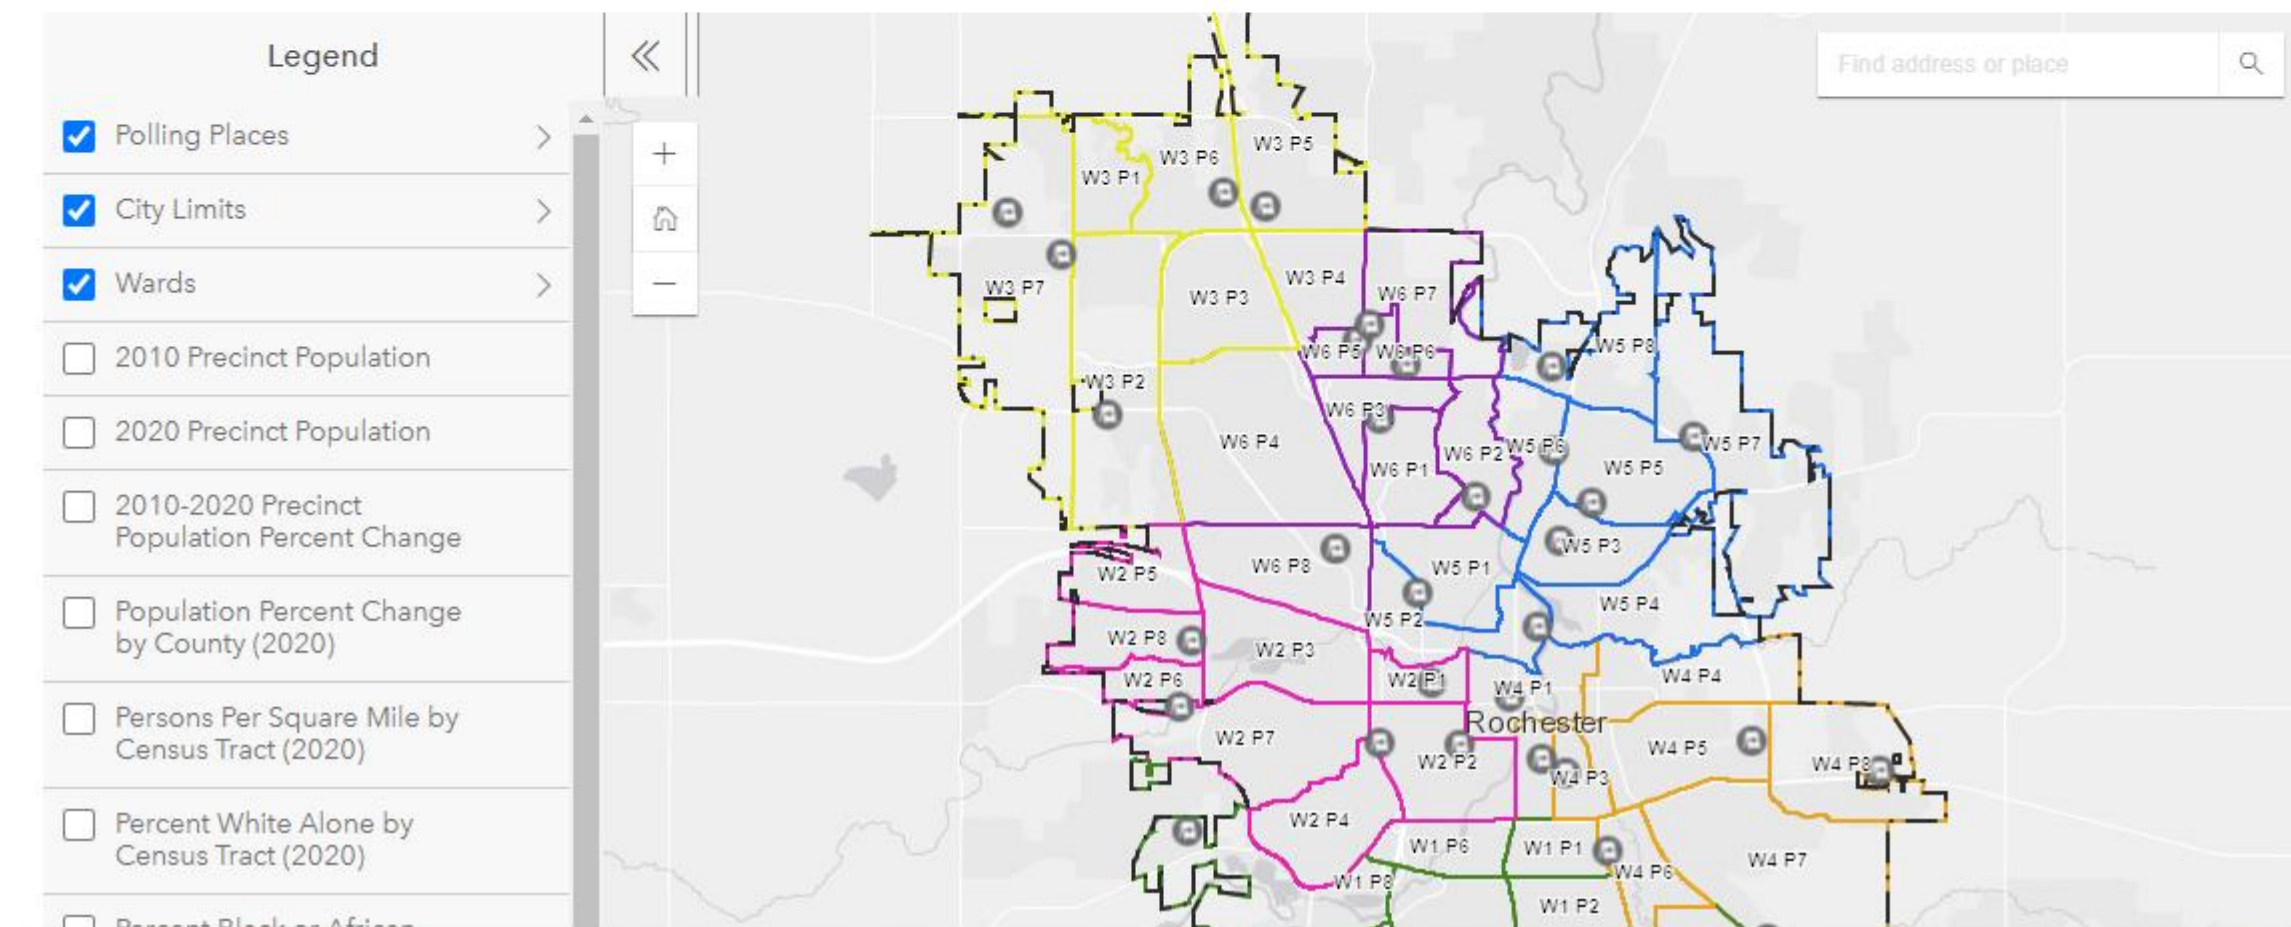 Legend
Find address or place
Polling Places
City Limits
Wards
2010 Precinct Population
2020 Precinct Population
2010-2020 Precinct
Population Percent Change
Population Percent Change
by County (2020)
Persons Per Square Mile by
Census Tract (2020)
Percent White Alone by
Census Tract (2020)
Percent Black or African
W3 P5
W3 P6
W3 P1
W3 P4
W3 P7
W6 P7
W3 P3
W5 P8
W6 P5
W6 P6
W3 P2
W6 P3
W6 P4
W5 P7
W5 P6
W6 P2
W5 P5
W6 P1
W5 P3
W6 P8
W5 P1
W2 P5
W5 P4
W5 P2
W2 P8
W2 P3
W4 P4
W2 P6
W2 P1
W4 P1
Rochester
W2 P7
W4 P5
W2 P2
W4 P8
W4 P3
W2 P4
W1 P6
W1 P1
W4 P7
W4 P6
W1 P8
W1 P2